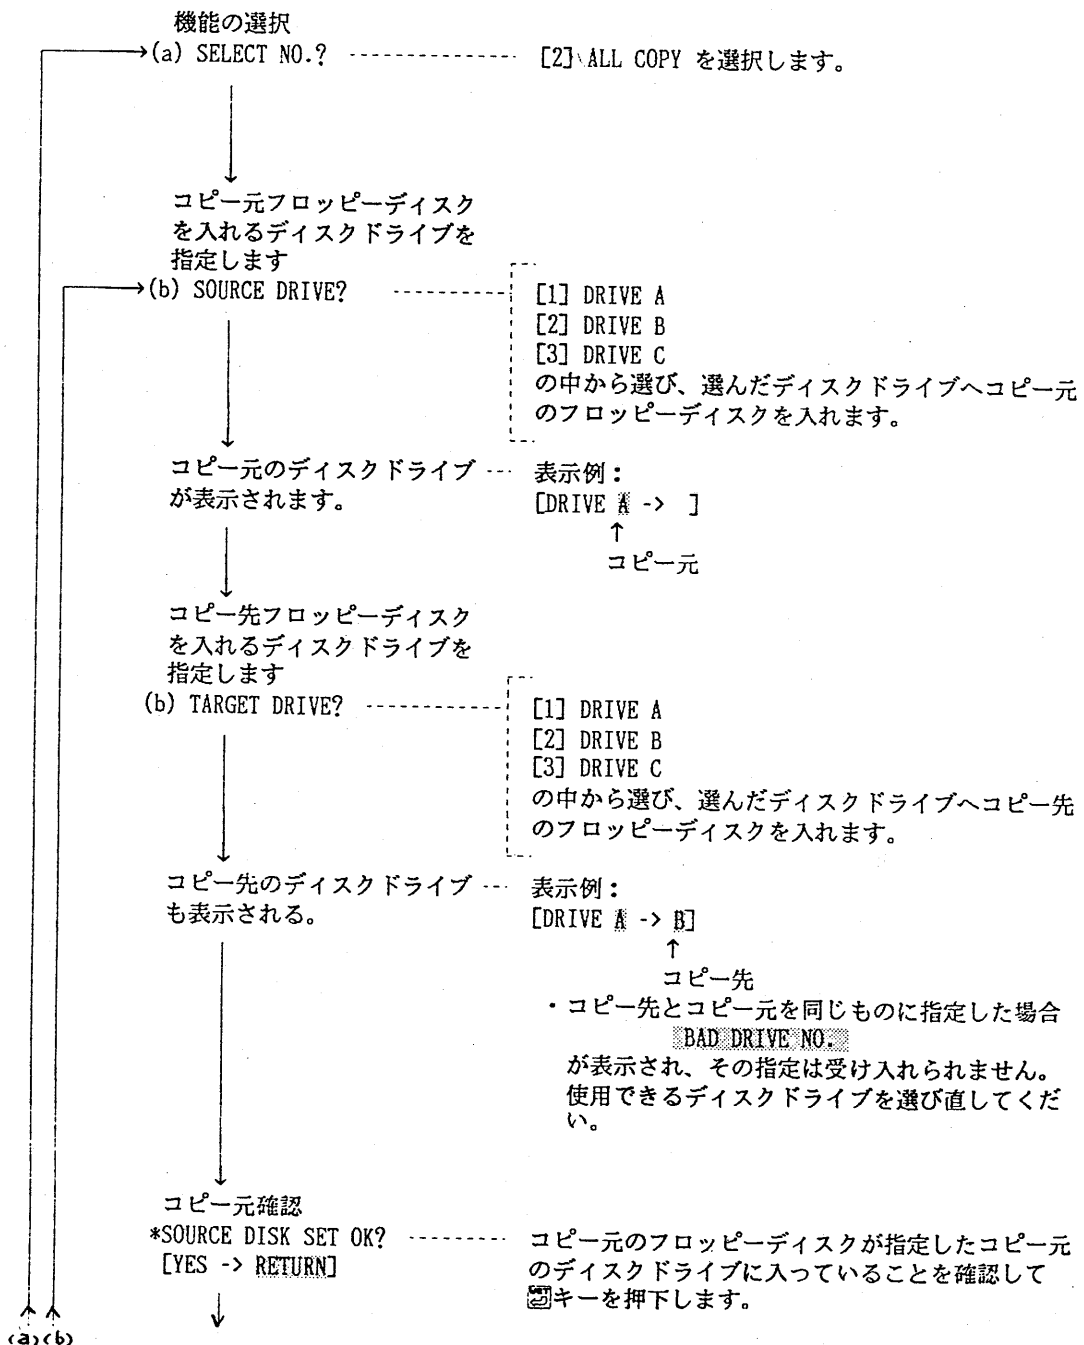 機能の選択
(a) SELECT NO.? [2] ALL COPY を選択します。
コピー元フロッピーディスク
を入れるディスクドライブを
指定します
(b) SOURCE DRIVE?
[1] DRIVE A
[2] DRIVE B
[3] DRIVE C
の中から選び、選んだディスクドライブへコピー元
のフロッピーディスクを入れます。
コピー元のディスクドライブ
が表示されます。
表示例：
[DRIVE A -> ]
↑
コピー元
コピー先フロッピーディスク
を入れるディスクドライブを
指定します
(b) TARGET DRIVE?
[1] DRIVE A
[2] DRIVE B
[3] DRIVE C
の中から選び、選んだディスクドライブへコピー先
のフロッピーディスクを入れます。
コピー先のディスクドライブ
も表示される。
表示例：
[DRIVE A -> B]
↑
コピー先
・コピー先とコピー元を同じものに指定した場合
BAD DRIVE NO.
が表示され、その指定は受け入れられません。
使用できるディスクドライブを選び直してくだ
い。
コピー元確認
*SOURCE DISK SET OK?
[YES -> RETURN]
コピー元のフロッピーディスクが指定したコピー元
のディスクドライブに入っていることを確認して
キーを押下します。
(a)(b)